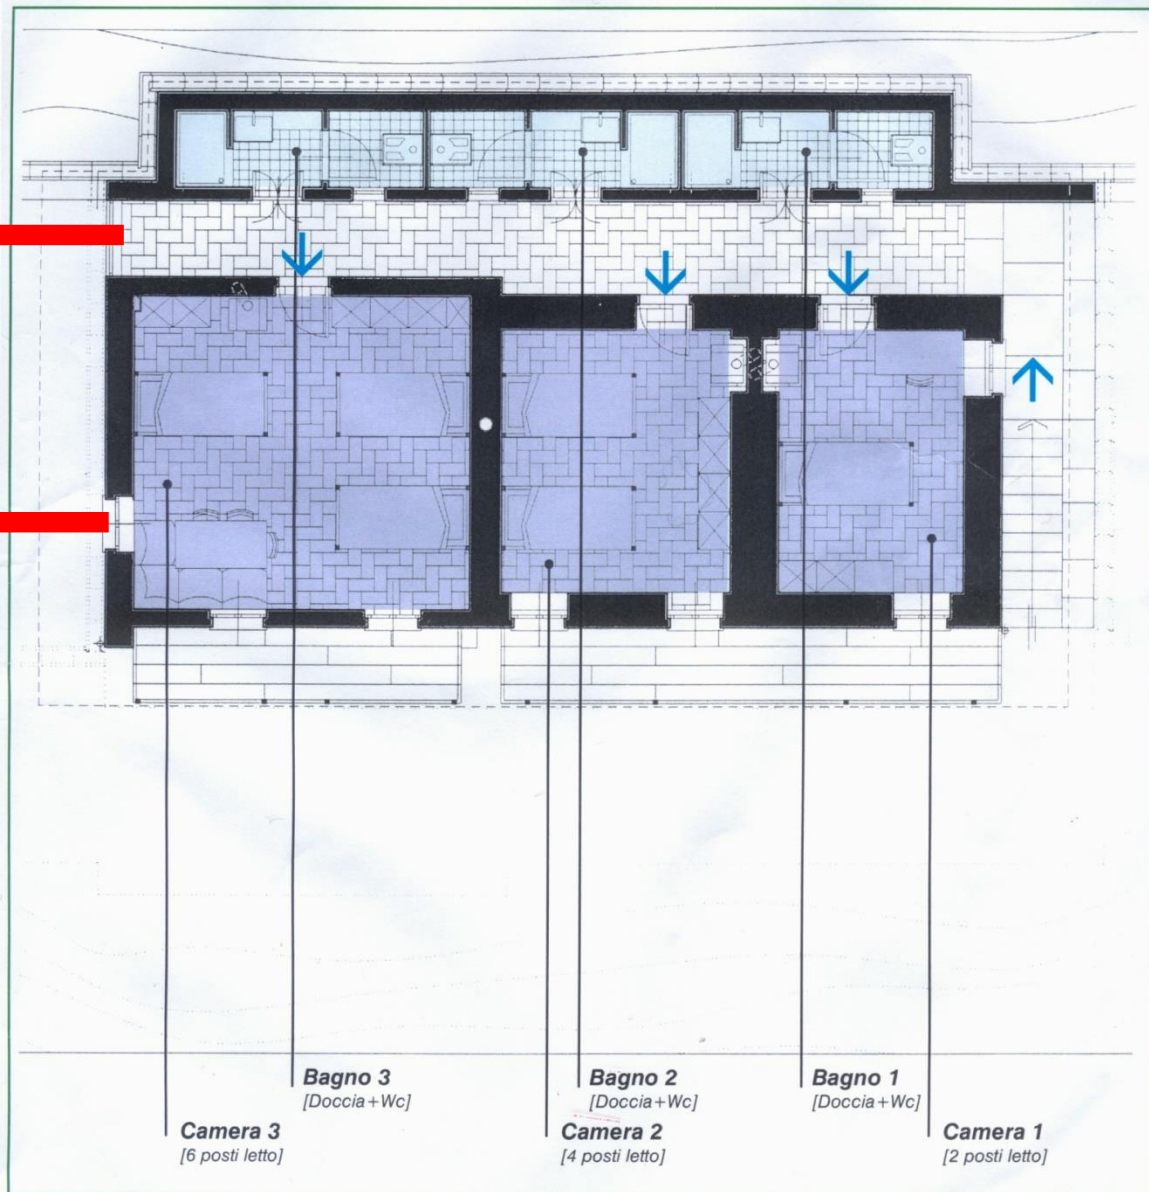 Bagno 3
[Doccia+Wc]
Bagno 2
[Doccia+Wc]
Bagno 1
[Doccia+Wc]
Camera 3
[6 posti letto]
Camera 2
[4 posti letto]
Camera 1
[2 posti letto]